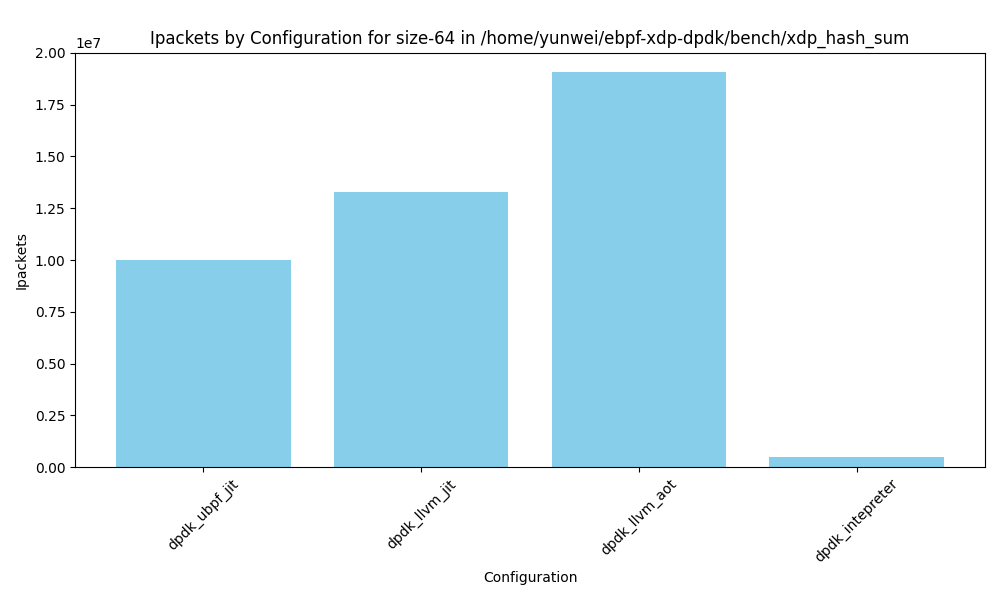 Ipackets by Configuration for size-64 in /home/yunwei/ebpf-xdp-dpdk/bench/xdp_hash_sum
1e7
2.00
1.75
1.50
1.25
1.00
0.75
0.50
0.25
0.00
Ipackets
dpdk_ubpf_jit
dpdk_llvm_jit
dpdk_llvm_aot
dpdk_intepreter
Configuration